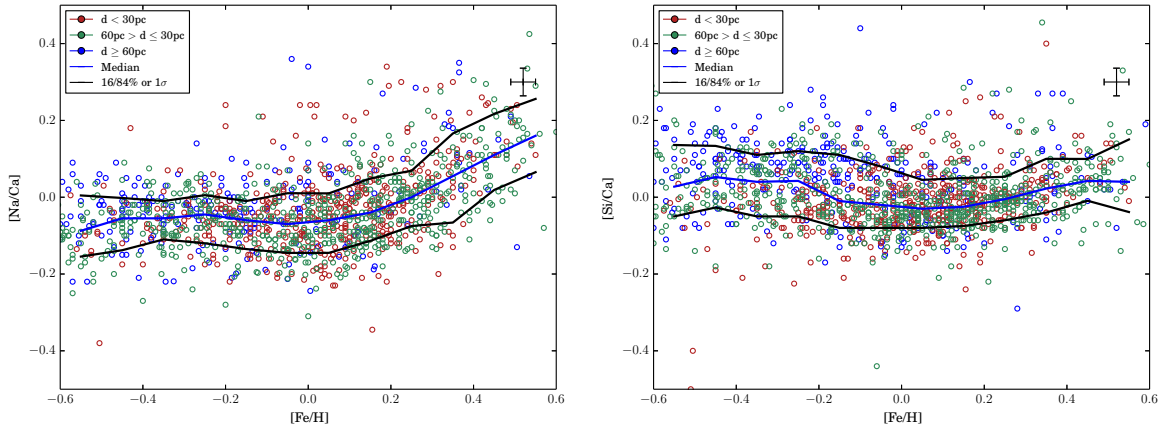 d < 30pc
60pc > d ≤ 30pc
d ≥ 60pc
Median
16/84% or 1σ
[Na/Ca]
0.4
0.2
0.0
−0.2
−0.4
−0.6 −0.4 −0.2 0.0 0.2 0.4 0.6
[Fe/H]
d < 30pc
60pc > d ≤ 30pc
d ≥ 60pc
Median
16/84% or 1σ
[Si/Ca]
0.4
0.2
0.0
−0.2
−0.4
−0.6 −0.4 −0.2 0.0 0.2 0.4 0.6
[Fe/H]